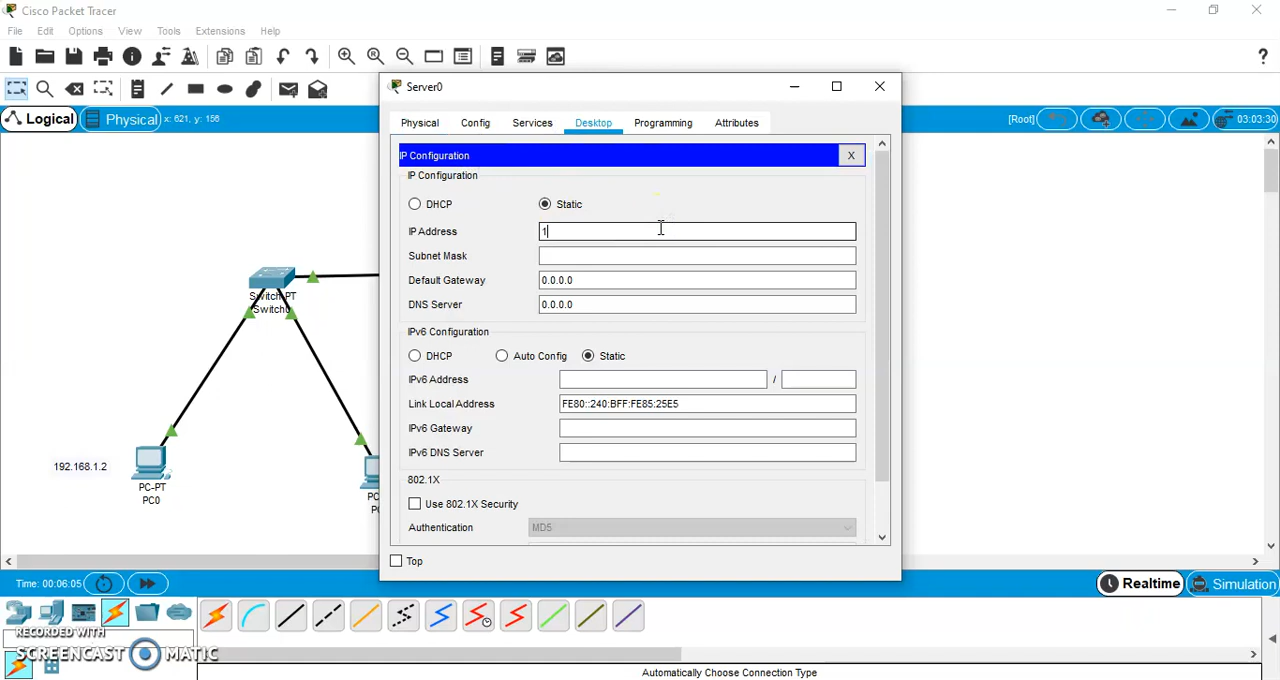 Cisco Packet Tracer
File Edit Options View Tools Extensions Help
Logical
Physical
x: 621, y: 156
[Root]
03:03:30
Server0
Physical Config Services Desktop Programming Attributes
IP Configuration
X
IP Configuration
DHCP
Static
IP Address
1
Subnet Mask
Default Gateway
0.0.0.0
DNS Server
0.0.0.0
IPv6 Configuration
DHCP
Auto Config
Static
IPv6 Address
/
Link Local Address
FE80::240:BFF:FE85:25E5
IPv6 Gateway
IPv6 DNS Server
802.1X
Use 802.1X Security
Authentication
MD5
Top
Switch-PT
Switch0
192.168.1.2
PC-PT
PC0
PC
PC
Time: 00:06:05
Realtime
Simulation
RECORDED WITH
SCREENCAST MATIC
Automatically Choose Connection Type